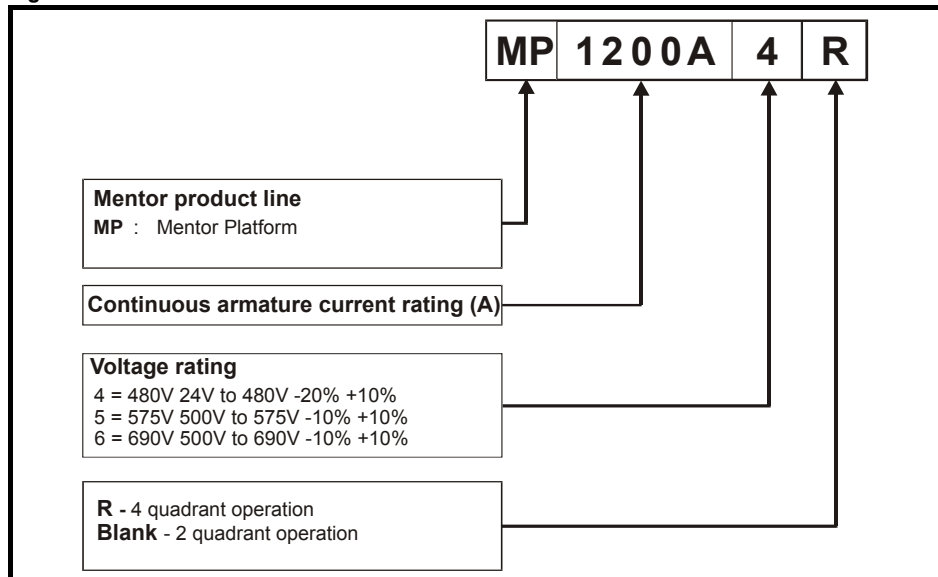 MP 1200A 4 R
Mentor product line
MP : Mentor Platform
Continuous armature current rating (A)
Voltage rating
4 = 480V 24V to 480V -20% +10%
5 = 575V 500V to 575V -10% +10%
6 = 690V 500V to 690V -10% +10%
R - 4 quadrant operation
Blank - 2 quadrant operation